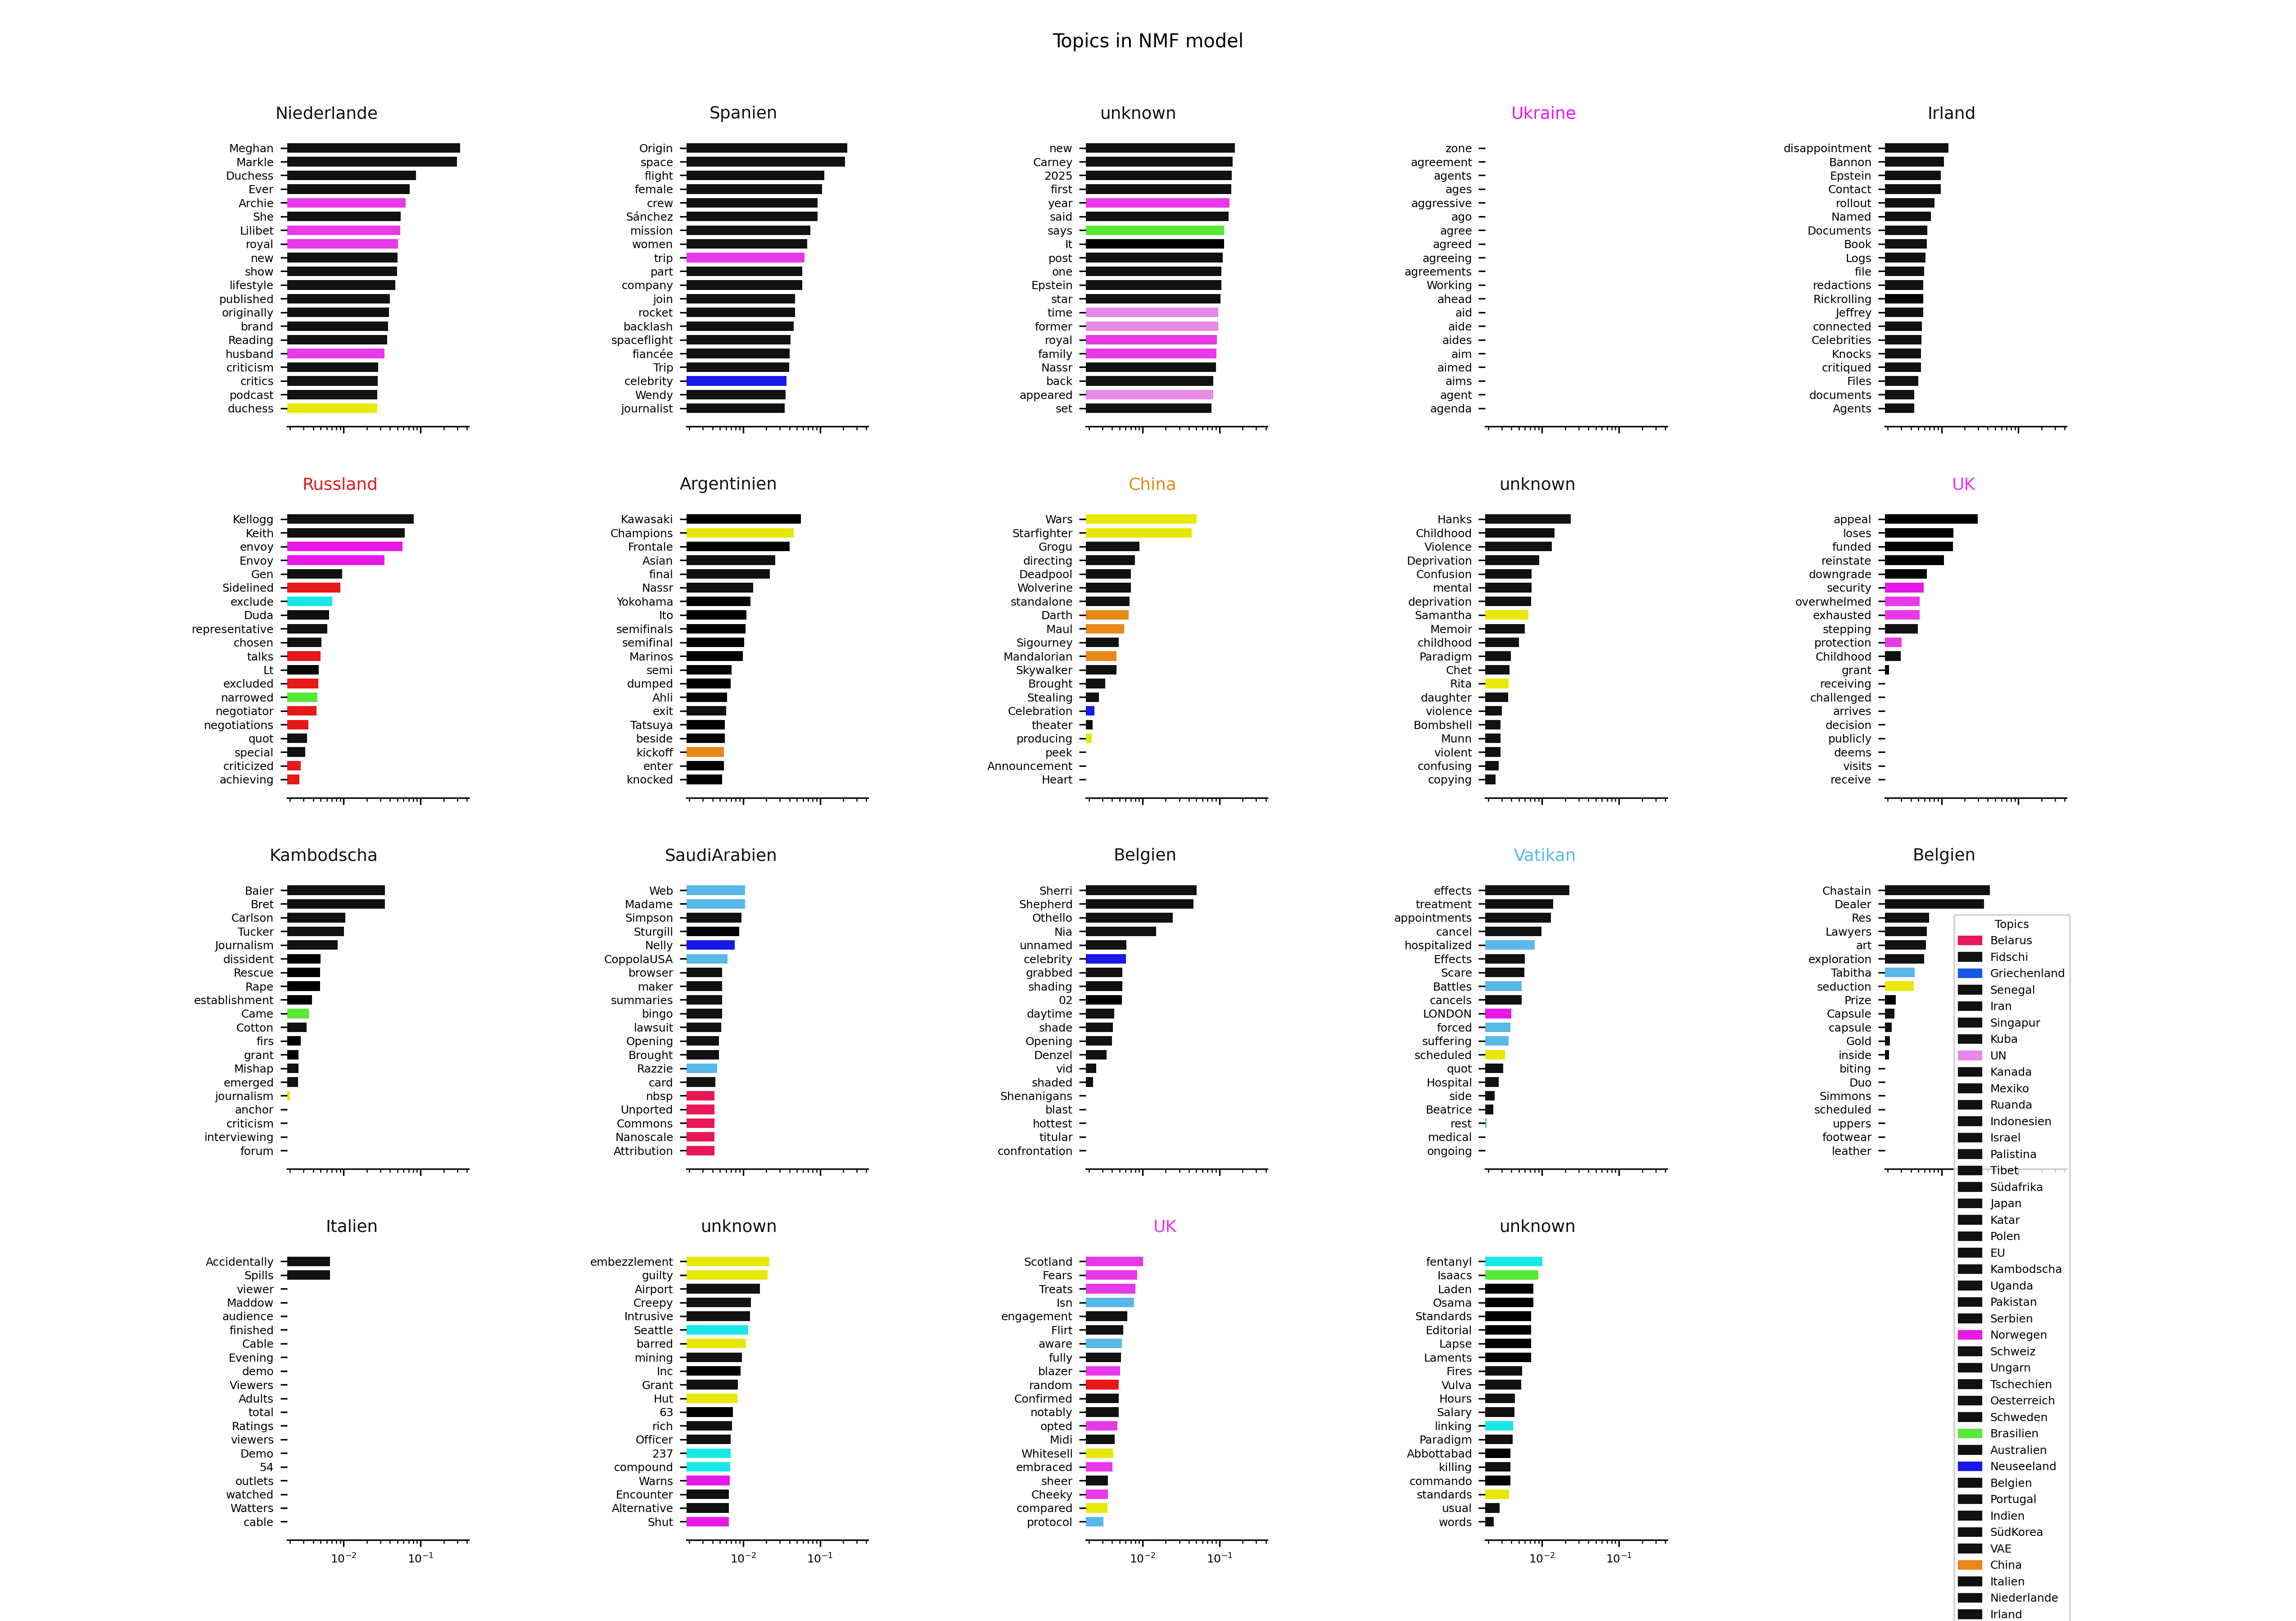 Topics in NMF model
Niederlande
Meghan
Markle
Duchess
Ever
Archie
She
Lilibet
royal
new
show
lifestyle
published
originally
brand
Reading
husband
criticism
critics
podcast
duchess
Spanien
Origin
space
flight
female
crew
Sánchez
mission
women
trip
part
company
join
rocket
backlash
spaceflight
fiancée
Trip
celebrity
Wendy
journalist
unknown
new
Carney
2025
first
year
said
says
It
post
one
Epstein
star
time
former
royal
family
Nassr
back
appeared
set
Ukraine
zone
agreement
agents
ages
aggressive
ago
agree
agreed
agreeing
agreements
Working
ahead
aid
aide
aides
aim
aimed
aims
agent
agenda
Irland
disappointment
Bannon
Epstein
Contact
rollout
Named
Documents
Book
Logs
file
redactions
Rickrolling
Jeffrey
connected
Celebrities
Knocks
critiqued
Files
documents
Agents
Russland
Kellogg
Keith
envoy
Envoy
Gen
Sidelined
exclude
Duda
representative
chosen
talks
Lt
excluded
narrowed
negotiator
negotiations
quot
special
criticized
achieving
Argentinien
Kawasaki
Champions
Frontale
Asian
final
Nassr
Yokohama
Ito
semifinals
semifinal
Marinos
semi
dumped
Ahli
exit
Tatsuya
beside
kickoff
enter
knocked
China
Wars
Starfighter
Grogu
directing
Deadpool
Wolverine
standalone
Darth
Maul
Sigourney
Mandalorian
Skywalker
Brought
Stealing
Celebration
theater
producing
peek
Announcement
Heart
unknown
Hanks
Childhood
Violence
Deprivation
Confusion
mental
deprivation
Samantha
Memoir
childhood
Paradigm
Chet
Rita
daughter
violence
Bombshell
Munn
violent
confusing
copying
UK
appeal
loses
funded
reinstate
downgrade
security
overwhelmed
exhausted
stepping
protection
Childhood
grant
receiving
challenged
arrives
decision
publicly
deems
visits
receive
Kambodscha
Baier
Bret
Carlson
Tucker
Journalism
dissident
Rescue
Rape
establishment
Came
Cotton
firs
grant
Mishap
emerged
journalism
anchor
criticism
interviewing
forum
SaudiArabien
Web
Madame
Simpson
Sturgill
Nelly
CoppolaUSA
browser
maker
summaries
bingo
lawsuit
Opening
Brought
Razzie
card
nbsp
Unported
Commons
Nanoscale
Attribution
Belgien
Sherri
Shepherd
Othello
Nia
unnamed
celebrity
grabbed
shading
02
daytime
shade
Opening
Denzel
vid
shaded
Shenanigans
blast
hottest
titular
confrontation
Vatikan
effects
treatment
appointments
cancel
hospitalized
Effects
Scare
Battles
cancels
LONDON
forced
suffering
scheduled
quot
Hospital
side
Beatrice
rest
medical
ongoing
Belgien
Chastain
Dealer
Res
Lawyers
art
exploration
Tabitha
seduction
Prize
Capsule
capsule
Gold
inside
biting
Duo
Simmons
scheduled
uppers
footwear
leather
Italien
Accidentally
Spills
viewer
Maddow
audience
finished
Cable
Evening
demo
Viewers
Adults
total
Ratings
viewers
Demo
54
outlets
watched
Watters
cable
10⁻² 10⁻¹
unknown
embezzlement
guilty
Airport
Creepy
Intrusive
Seattle
barred
mining
Inc
Grant
Hut
63
rich
Officer
237
compound
Warns
Encounter
Alternative
Shut
10⁻² 10⁻¹
UK
Scotland
Fears
Treats
Isn
engagement
Flirt
aware
fully
blazer
random
Confirmed
notably
opted
Midi
Whitesell
embraced
sheer
Cheeky
compared
protocol
10⁻² 10⁻¹
unknown
fentanyl
Isaacs
Laden
Osama
Standards
Editorial
Lapse
Laments
Fires
Vulva
Hours
Salary
linking
Paradigm
Abbottabad
killing
commando
standards
usual
words
10⁻² 10⁻¹
Topics
Belarus
Fidschi
Griechenland
Senegal
Iran
Singapur
Kuba
UN
Kanada
Mexiko
Ruanda
Indonesien
Israel
Palistina
Tibet
Südafrika
Japan
Katar
Polen
EU
Kambodscha
Uganda
Pakistan
Serbien
Norwegen
Schweiz
Ungarn
Tschechien
Oesterreich
Schweden
Brasilien
Australien
Neuseeland
Belgien
Portugal
Indien
SüdKorea
VAE
China
Italien
Niederlande
Irland